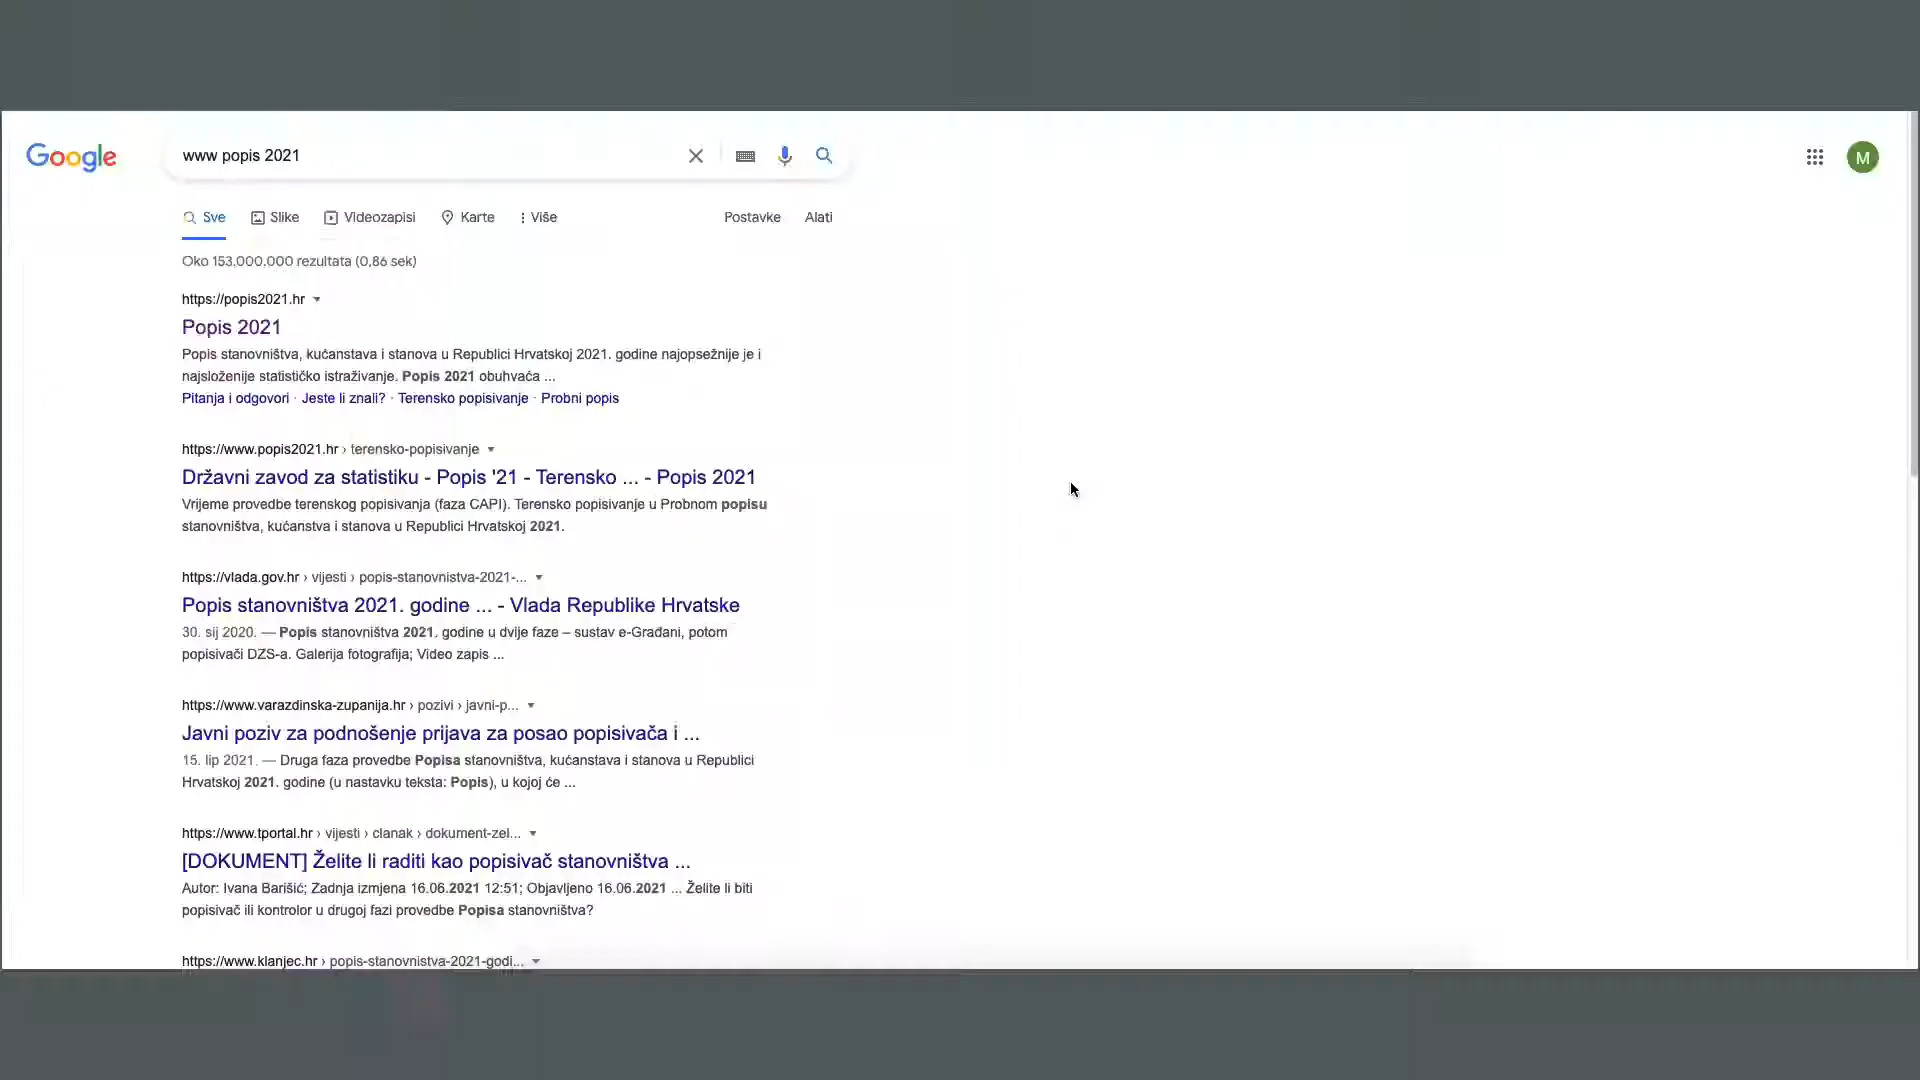 Google
www popis 2021
M
Sve Slike Videozapisi Karte Više Postavke Alati
Oko 153.000.000 rezultata (0,86 sek)
https://popis2021.hr
Popis 2021
Popis stanovništva, kućanstava i stanova u Republici Hrvatskoj 2021. godine najopsežnije je i
najsloženije statističko istraživanje. Popis 2021 obuhvaća ...
Pitanja i odgovori · Jeste li znali? · Terensko popisivanje · Probni popis
https://www.popis2021.hr › terensko-popisivanje
Državni zavod za statistiku - Popis '21 - Terensko ... - Popis 2021
Vrijeme provedbe terenskog popisivanja (faza CAPI). Terensko popisivanje u Probnom popisu
stanovništva, kućanstva i stanova u Republici Hrvatskoj 2021.
https://vlada.gov.hr › vijesti › popis-stanovnistva-2021-...
Popis stanovništva 2021. godine ... - Vlada Republike Hrvatske
30. sij 2020. — Popis stanovništva 2021. godine u dvije faze – sustav e-Građani, potom
popisivači DZS-a. Galerija fotografija; Video zapis ...
https://www.varazdinska-zupanija.hr › pozivi › javni-p...
Javni poziv za podnošenje prijava za posao popisivača i ...
15. lip 2021. — Druga faza provedbe Popisa stanovništva, kućanstava i stanova u Republici
Hrvatskoj 2021. godine (u nastavku teksta: Popis), u kojoj će ...
https://www.tportal.hr › vijesti › clanak › dokument-zel...
[DOKUMENT] Želite li raditi kao popisivač stanovništva ...
Autor: Ivana Barišić; Zadnja izmjena 16.06.2021 12:51; Objavljeno 16.06.2021 ... Želite li biti
popisivač ili kontrolor u drugoj fazi provedbe Popisa stanovništva?
https://www.klanjec.hr › popis-stanovnistva-2021-godi...